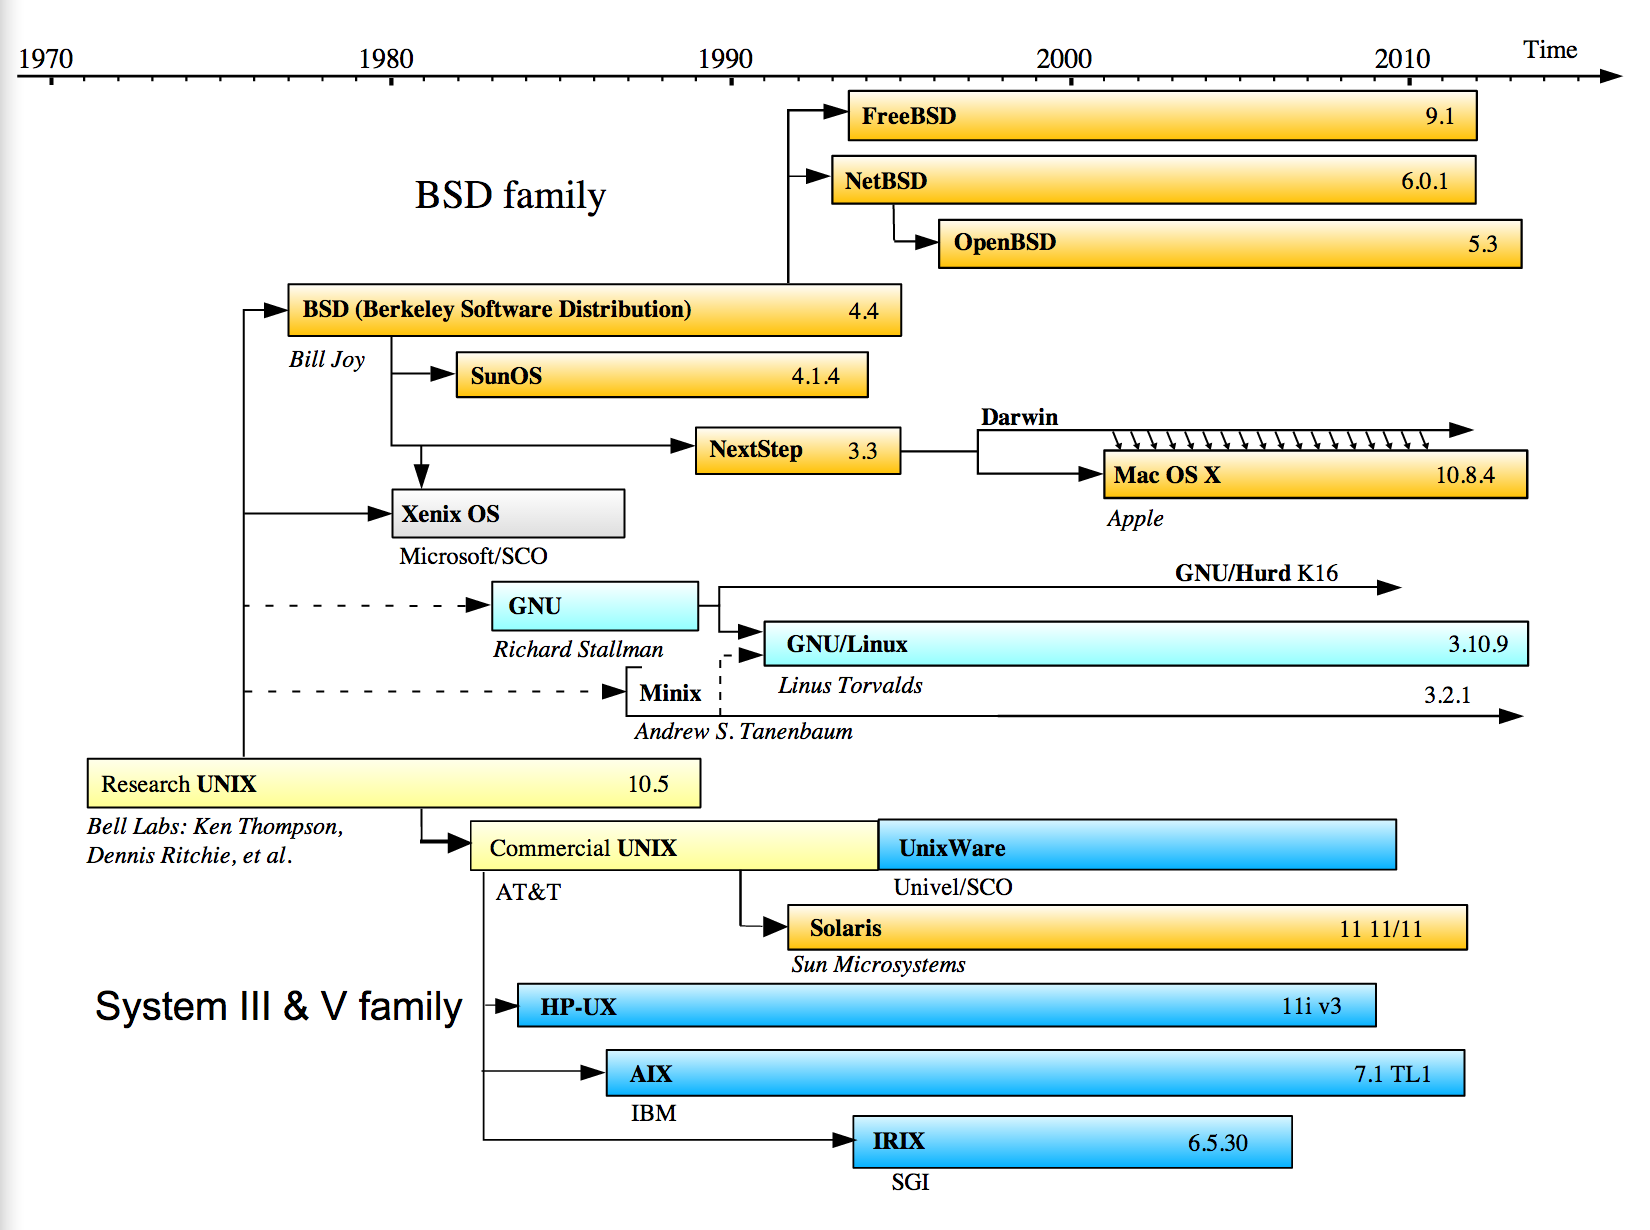 1970 1980 1990 2000 2010 Time
FreeBSD 9.1
BSD family
NetBSD 6.0.1
OpenBSD 5.3
BSD (Berkeley Software Distribution) 4.4
Bill Joy
SunOS 4.1.4
Darwin
NextStep 3.3
Mac OS X 10.8.4
Apple
Xenix OS
Microsoft/SCO
GNU/Hurd K16
GNU
Richard Stallman
GNU/Linux 3.10.9
Linus Torvalds
Minix 3.2.1
Andrew S. Tanenbaum
Research UNIX 10.5
Bell Labs: Ken Thompson,
Dennis Ritchie, et al.
Commercial UNIX
AT&T
UnixWare
Univel/SCO
Solaris 11 11/11
Sun Microsystems
System III & V family
HP-UX 11i v3
AIX 7.1 TL1
IBM
IRIX 6.5.30
SGI